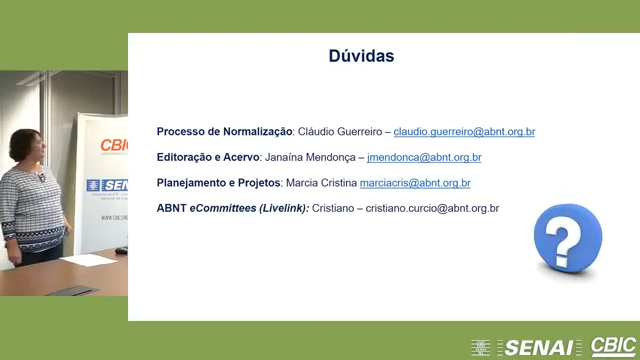 Dúvidas
Processo de Normalização: Cláudio Guerreiro – claudio.guerreiro@abnt.org.br
Editoração e Acervo: Janaína Mendonça – jmendonca@abnt.org.br
Planejamento e Projetos: Marcia Cristina marciacris@abnt.org.br
ABNT eCommittees (Livelink): Cristiano – cristiano.curcio@abnt.org.br
?
CBIC
SENAI
SENAI
CBIC